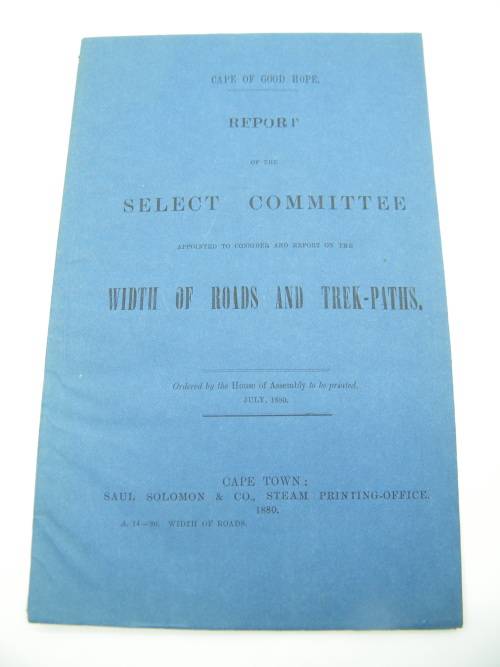 CAPE OF GOOD HOPE.
REPORT
OF THE
SELECT COMMITTEE
APPOINTED TO CONSIDER AND REPORT ON THE
WIDTH OF ROADS AND TREK-PATHS.
Ordered by the House of Assembly to be printed.
JULY, 1880.
CAPE TOWN:
SAUL SOLOMON & CO., STEAM PRINTING-OFFICE.
1880.
A. 14—80. WIDTH OF ROADS.